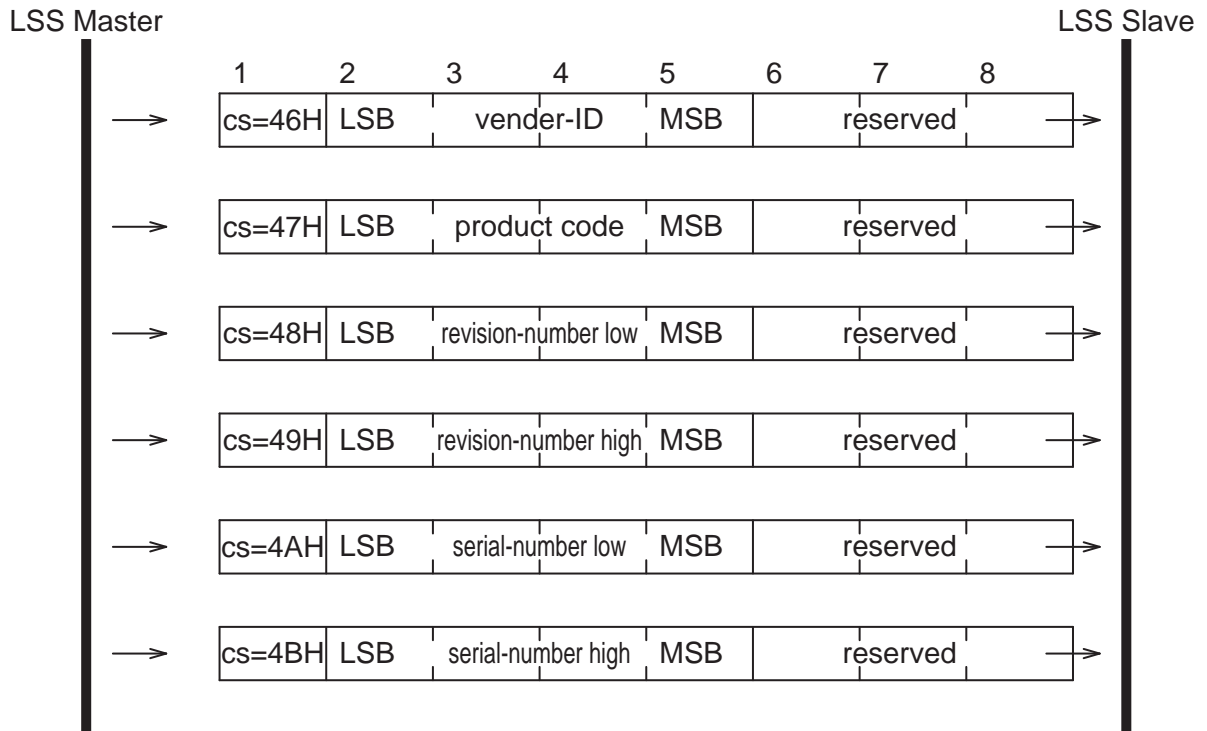 LSS Master LSS Slave
1 2 3 4 5 6 7 8
cs=46H LSB vender-ID MSB reserved
cs=47H LSB product code MSB reserved
cs=48H LSB revision-number low MSB reserved
cs=49H LSB revision-number high MSB reserved
cs=4AH LSB serial-number low MSB reserved
cs=4BH LSB serial-number high MSB reserved